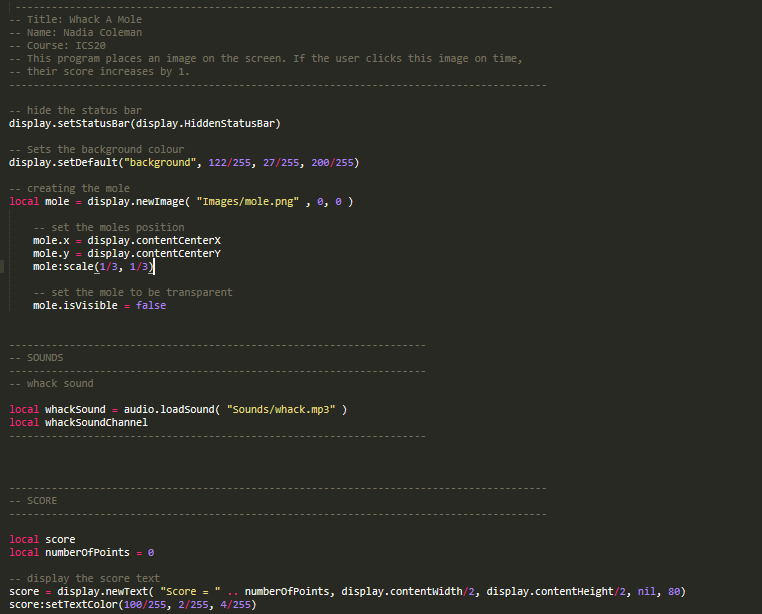 -----------------------------------------------------------------------------------------
-- Title: Whack A Mole
-- Name: Nadia Coleman
-- Course: ICS20
-- This program places an image on the screen. If the user clicks this image on time,
-- their score increases by 1.
-----------------------------------------------------------------------------------------
-- hide the status bar
display.setStatusBar(display.HiddenStatusBar)
-- Sets the background colour
display.setDefault("background", 122/255, 27/255, 200/255)
-- creating the mole
local mole = display.newImage( "Images/mole.png" , 0, 0 )
-- set the moles position
mole.x = display.contentCenterX
mole.y = display.contentCenterY
mole:scale(1/3, 1/3)
-- set the mole to be transparent
mole.isVisible = false
---------------------------------------------------------------------
-- SOUNDS
---------------------------------------------------------------------
-- whack sound
local whackSound = audio.loadSound( "Sounds/whack.mp3" )
local whackSoundChannel
---------------------------------------------------------------------
-----------------------------------------------------------------------------------------
-- SCORE
-----------------------------------------------------------------------------------------
local score
local numberOfPoints = 0
-- display the score text
score = display.newText( "Score = " .. numberOfPoints, display.contentWidth/2, display.contentHeight/2, nil, 80)
score:setTextColor(100/255, 2/255, 4/255)